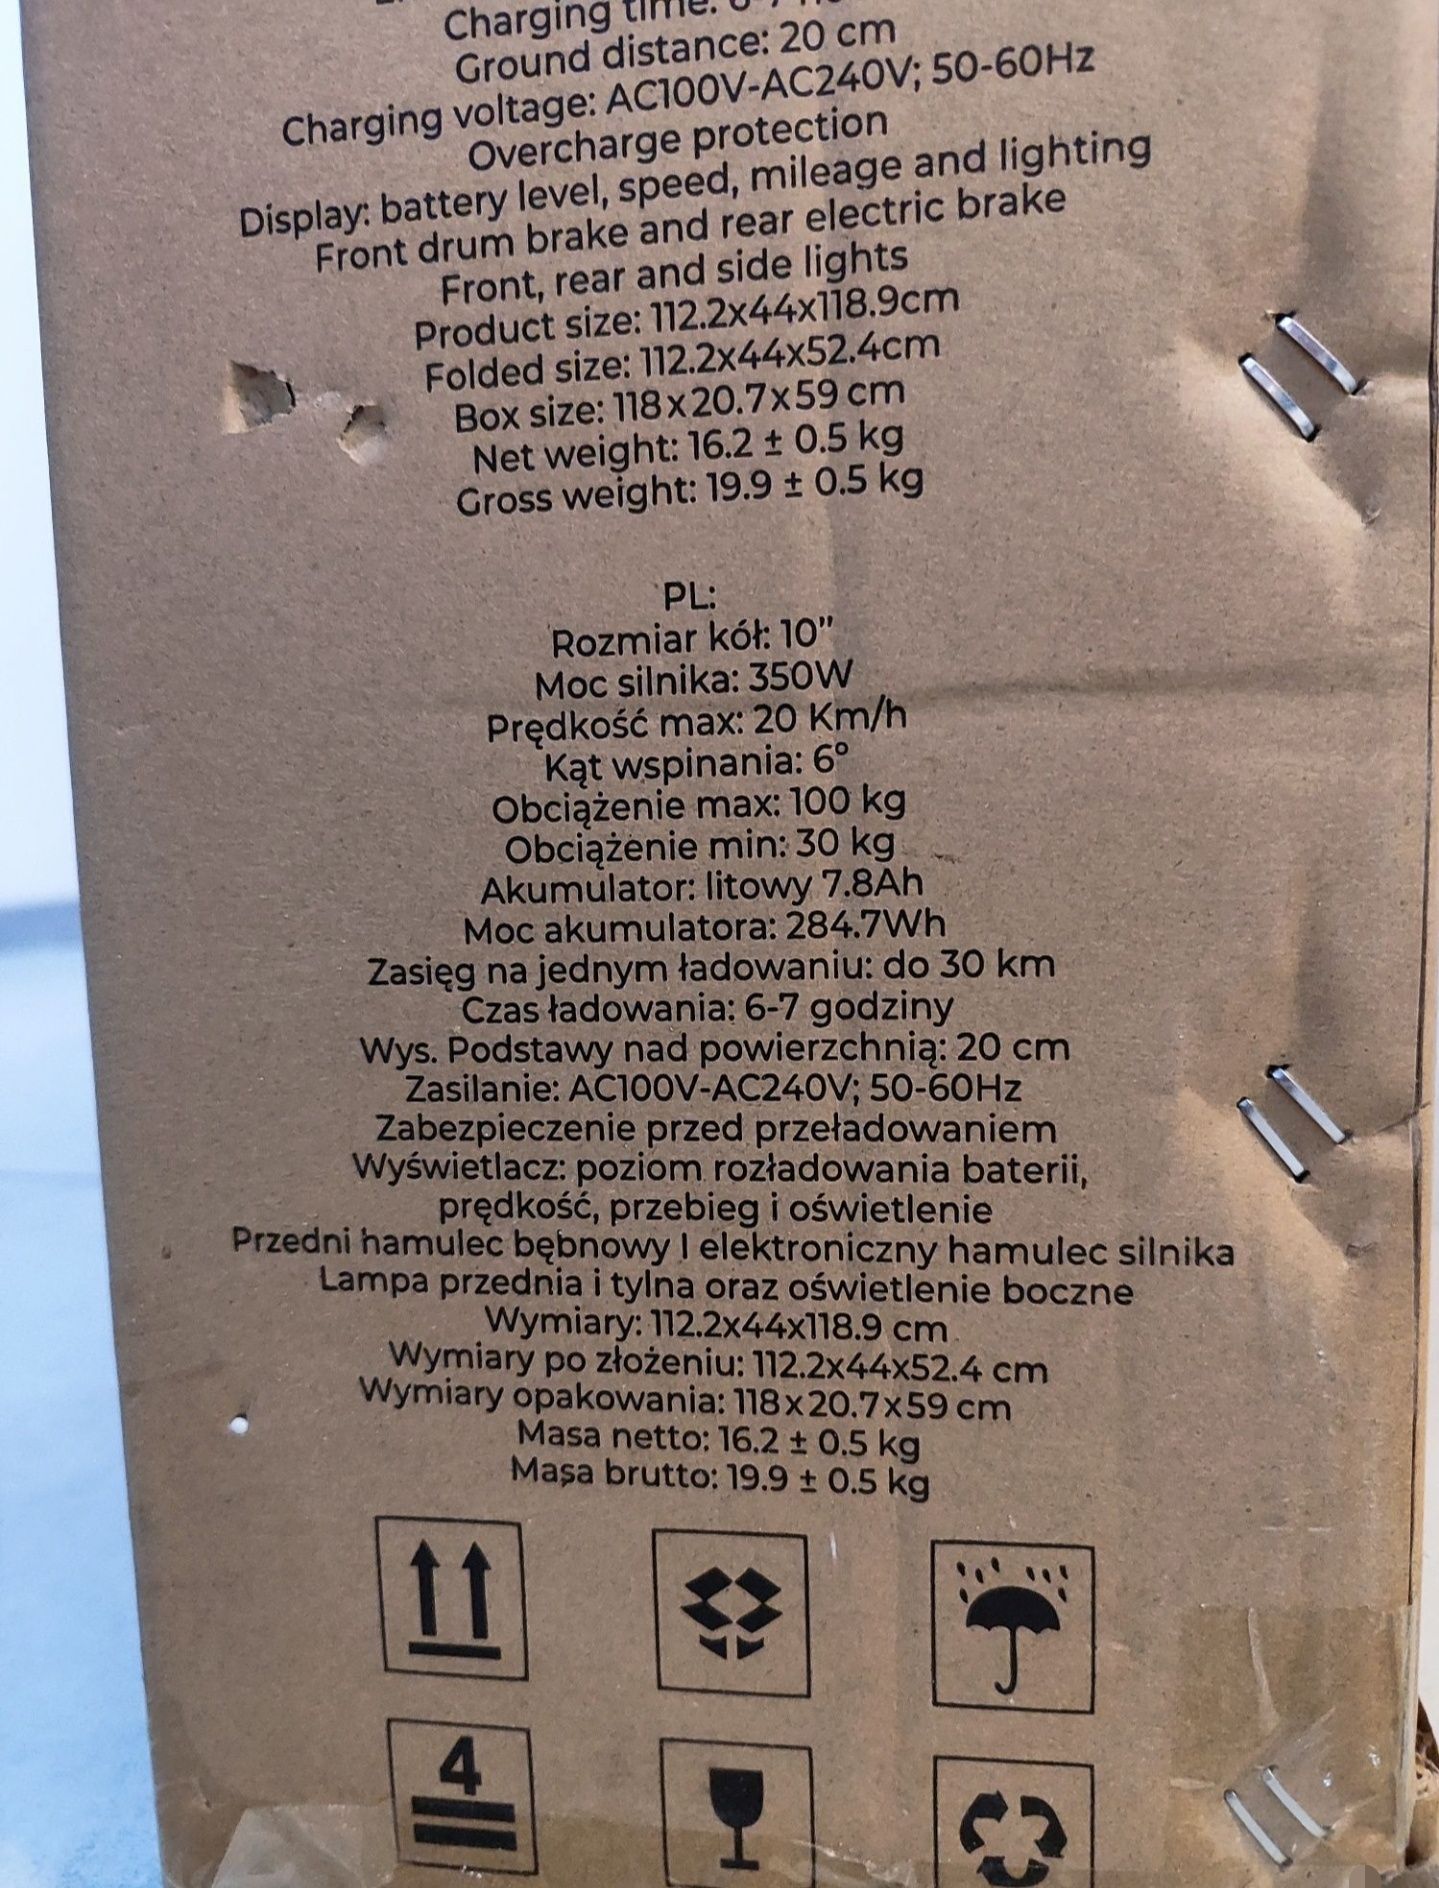 Charging time:
Ground distance: 20 cm
Charging voltage: AC100V-AC240V; 50-60Hz
Overcharge protection
Display: battery level, speed, mileage and lighting
Front drum brake and rear electric brake
Front, rear and side lights
Product size: 112.2x44x118.9cm
Folded size: 112.2x44x52.4cm
Box size: 118x20.7x59 cm
Net weight: 16.2 ± 0.5 kg
Gross weight: 19.9 ± 0.5 kg
PL:
Rozmiar kół: 10"
Moc silnika: 350W
Prędkość max: 20 Km/h
Kąt wspinania: 6°
Obciążenie max: 100 kg
Obciążenie min: 30 kg
Akumulator: litowy 7.8Ah
Moc akumulatora: 284.7Wh
Zasięg na jednym ładowaniu: do 30 km
Czas ładowania: 6-7 godziny
Wys. Podstawy nad powierzchnią: 20 cm
Zasilanie: AC100V-AC240V; 50-60Hz
Zabezpieczenie przed przeładowaniem
Wyświetlacz: poziom rozładowania baterii,
prędkość, przebieg i oświetlenie
Przedni hamulec bębnowy I elektroniczny hamulec silnika
Lampa przednia i tylna oraz oświetlenie boczne
Wymiary: 112.2x44x118.9 cm
Wymiary po złożeniu: 112.2x44x52.4 cm
Wymiary opakowania: 118x20.7x59 cm
Masa netto: 16.2 ± 0.5 kg
Masa brutto: 19.9 ± 0.5 kg
4